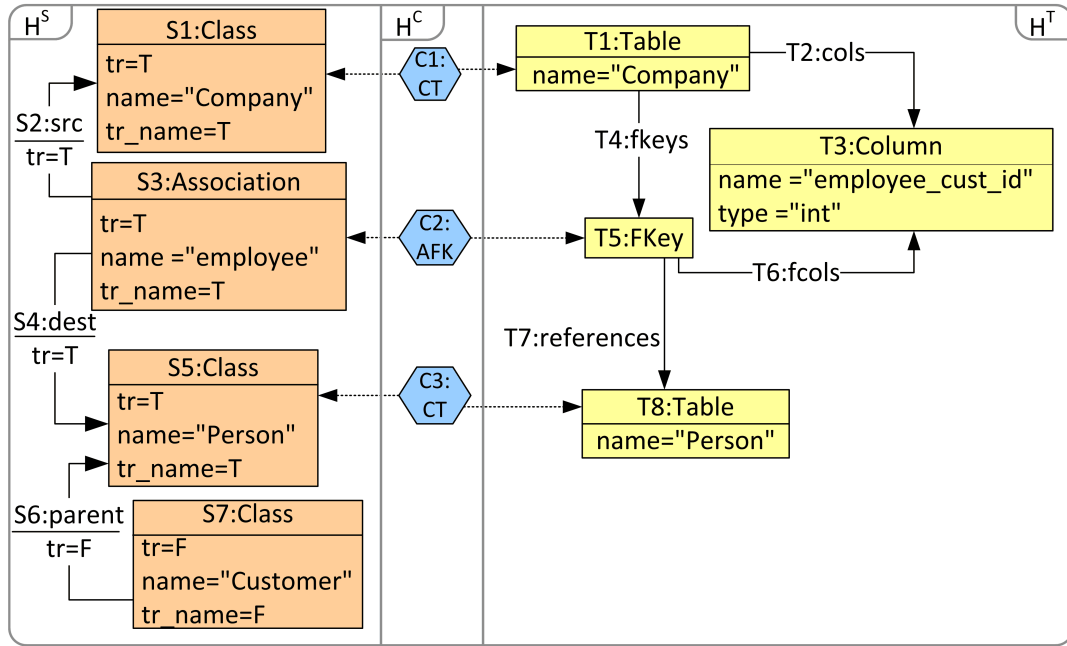 H^S
S1:Class
tr=T
name="Company"
tr_name=T
S2:src
tr=T
S3:Association
tr=T
name ="employee"
tr_name=T
S4:dest
tr=T
S5:Class
tr=T
name="Person"
tr_name=T
S6:parent
tr=F
S7:Class
tr=F
name="Customer"
tr_name=F
H^C
C1:
CT
C2:
AFK
C3:
CT
H^T
T1:Table
name="Company"
T2:cols
T4:fkeys
T3:Column
name ="employee_cust_id"
type ="int"
T5:FKey
T6:fcols
T7:references
T8:Table
name="Person"